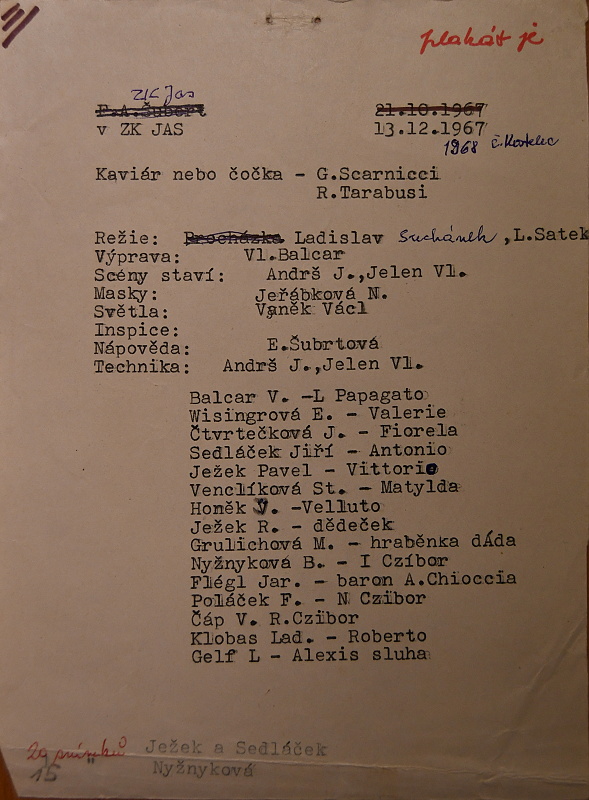 plakát je
ZK Jas
F.A.Šubert 21.10.1967
v ZK JAS 13.12.1967
1968 č. Kostelec
Kaviár nebo čočka - G.Scarnicci
R.Tarabusi
Režie: Procházka Ladislav Suchánek ,L.Satek
Výprava: Vl.Balcar
Scény staví: Andrš J.,Jelen Vl.
Masky: Jeřábková N.
Světla: Vaněk Václ
Inspice:
Nápověda: E.Šubrtová
Technika: Andrš J.,Jelen Vl.
Balcar V. -L Papagato
Wisingrová E. - Valerie
Čtvrtečková J. - Fiorela
Sedláček Jiří - Antonio
Ježek Pavel - Vittorio
Venclíková St. - Matylda
Honěk V. -Velluto
Ježek R. - dědeček
Grulichová M. - hraběnka dÁda
Nyžnyková B. - I Czíbor
Flégl Jar. - baron A.Chioccia
Poláček F. - N Czibor
Čáp V. R.Czibor
Klobas Lad. - Roberto
Gelf L - Alexis sluha
Ježek a Sedláček
15 Nyžnyková